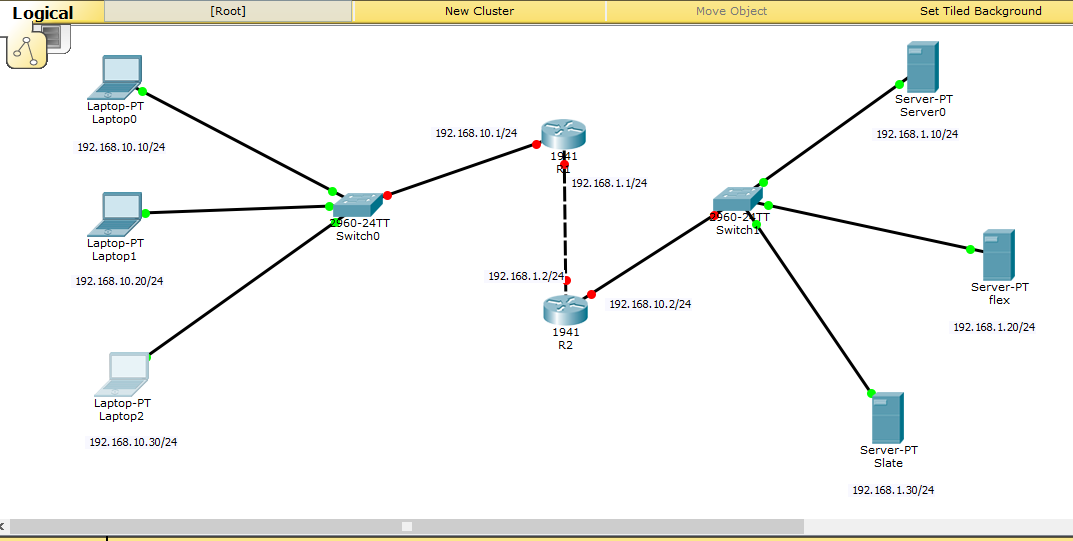 Logical
[Root]
New Cluster
Move Object
Set Tiled Background
Laptop-PT
Laptop0
192.168.10.10/24
Laptop-PT
Laptop1
192.168.10.20/24
Laptop-PT
Laptop2
192.168.10.30/24
2960-24TT
Switch0
192.168.10.1/24
1941
R1
192.168.1.1/24
192.168.1.2/24
1941
R2
192.168.10.2/24
2960-24TT
Switch1
Server-PT
Server0
192.168.1.10/24
Server-PT
flex
192.168.1.20/24
Server-PT
Slate
192.168.1.30/24